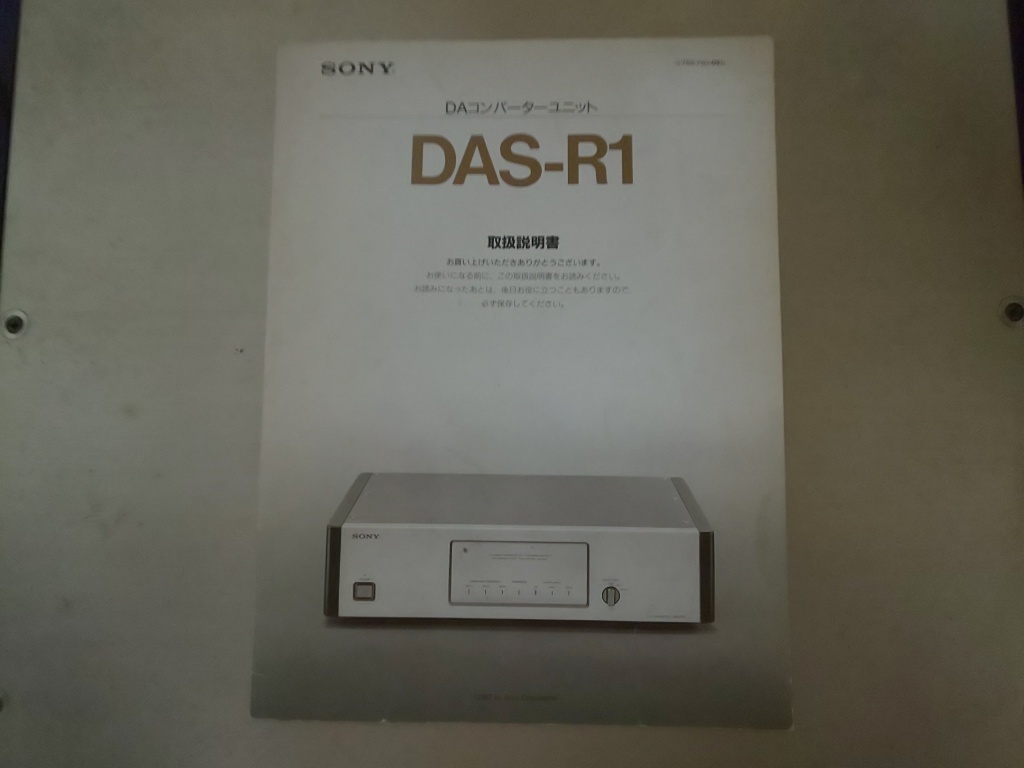 SONY
DAコンバーターユニット
DAS-R1
取扱説明書
お買い上げいただきありがとうございます。
お使いになる前に、この取扱説明書をお読みください。
お読みになったあとは、後日お役に立つこともありますので
必ず保存してください。
SONY